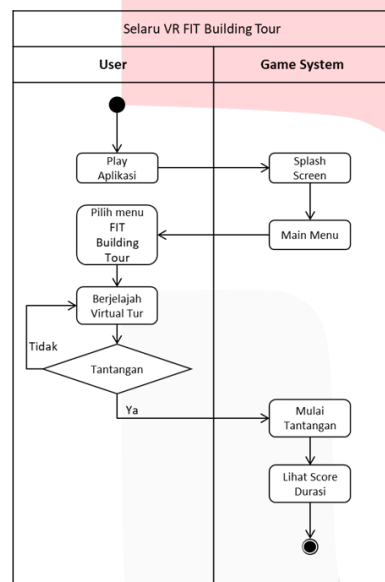 Selaru VR FIT Building Tour
User
Game System
Play
Aplikasi
Splash
Screen
Pilih menu
FIT
Building
Tour
Main Menu
Berjelajah
Virtual Tur
Tidak
Tantangan
Ya
Mulai
Tantangan
Lihat Score
Durasi